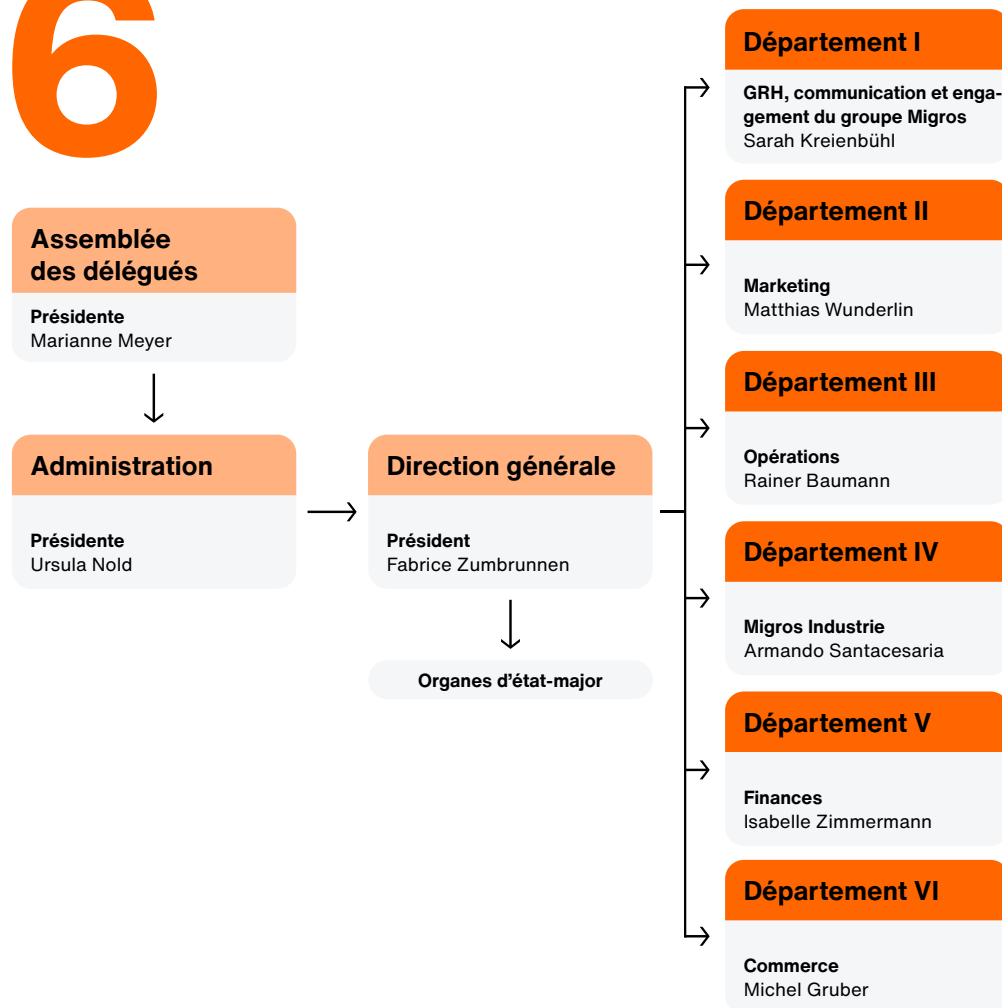 6
Assemblée
des délégués
Présidente
Marianne Meyer
Administration
Présidente
Ursula Nold
Direction générale
Président
Fabrice Zumbrunnen
Organes d’état-major
Département I
GRH, communication et enga-
gement du groupe Migros
Sarah Kreienbühl
Département II
Marketing
Matthias Wunderlin
Département III
Opérations
Rainer Baumann
Département IV
Migros Industrie
Armando Santacesaria
Département V
Finances
Isabelle Zimmermann
Département VI
Commerce
Michel Gruber